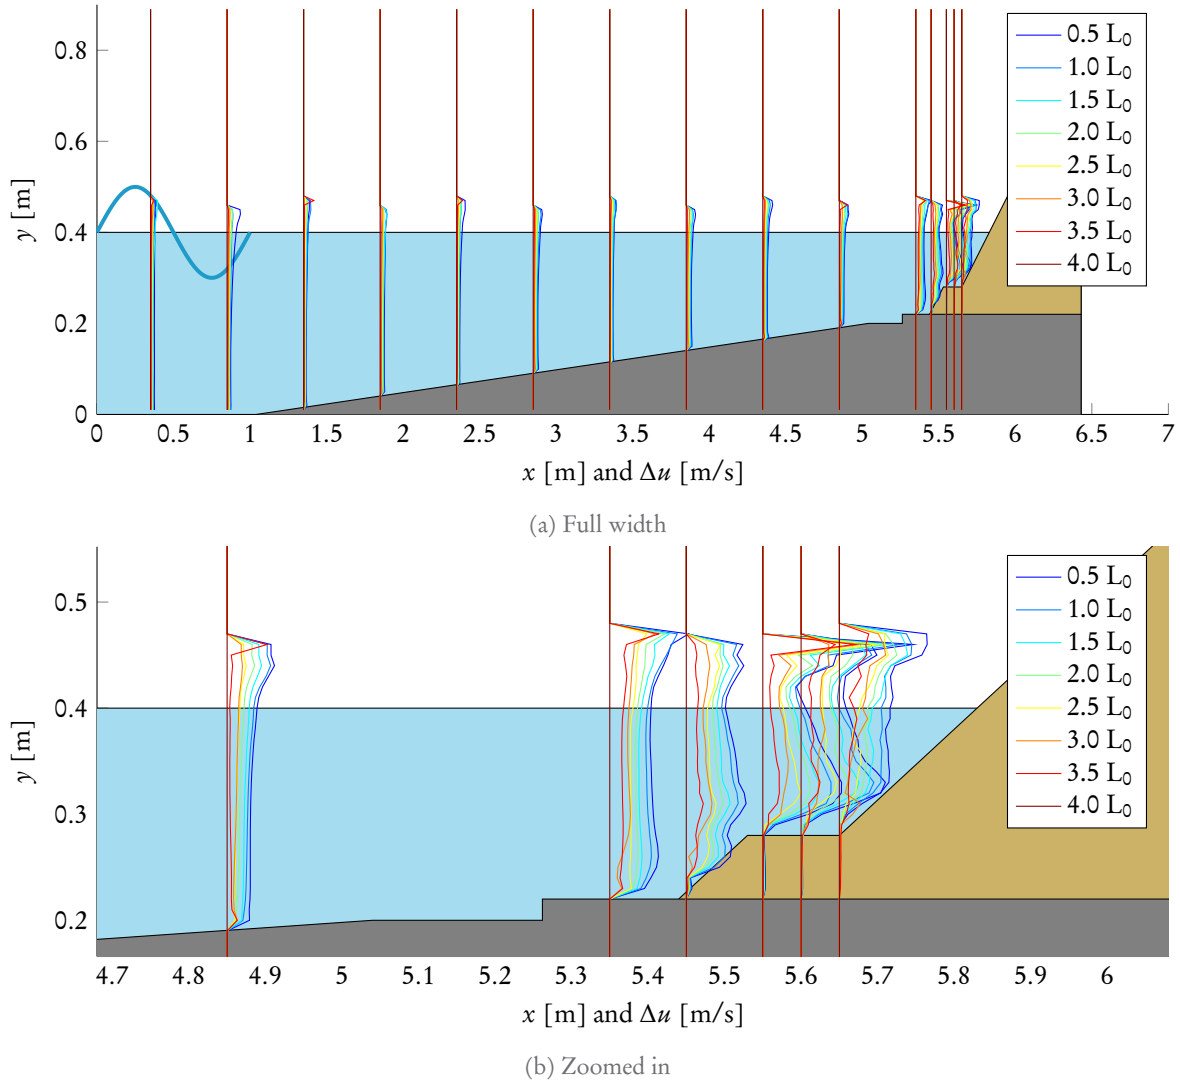 0.8
0.6
0.4
0.2
0
y [m]
0 0.5 1 1.5 2 2.5 3 3.5 4 4.5 5 5.5 6 6.5 7
x [m] and Δu [m/s]
0.5 L0
1.0 L0
1.5 L0
2.0 L0
2.5 L0
3.0 L0
3.5 L0
4.0 L0
(a) Full width
0.5
0.4
0.3
0.2
y [m]
4.7 4.8 4.9 5 5.1 5.2 5.3 5.4 5.5 5.6 5.7 5.8 5.9 6
x [m] and Δu [m/s]
0.5 L0
1.0 L0
1.5 L0
2.0 L0
2.5 L0
3.0 L0
3.5 L0
4.0 L0
(b) Zoomed in